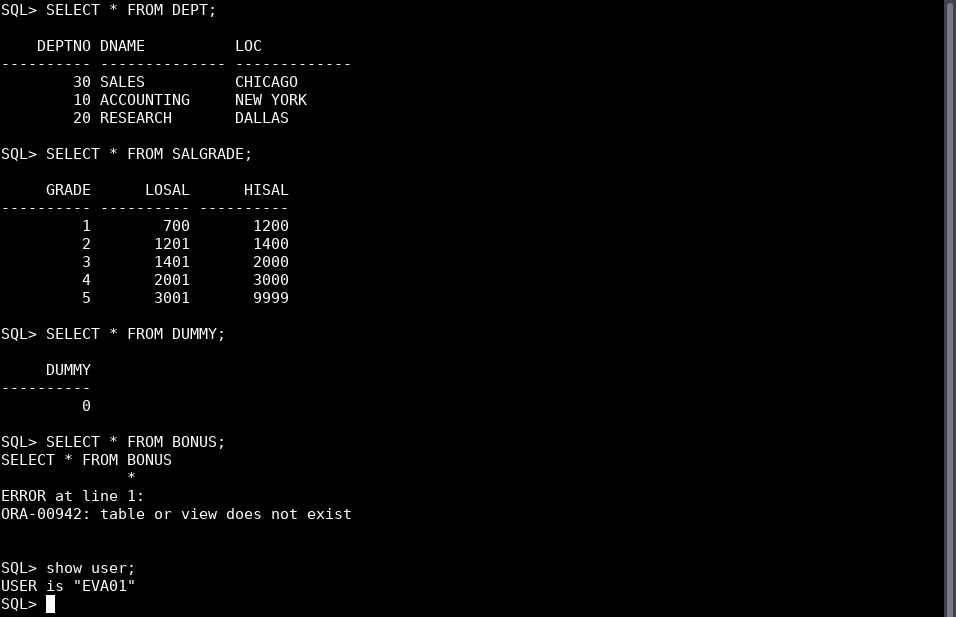 SQL> SELECT * FROM DEPT;

    DEPTNO DNAME          LOC
---------- -------------- -------------
        30 SALES          CHICAGO
        10 ACCOUNTING     NEW YORK
        20 RESEARCH       DALLAS

SQL> SELECT * FROM SALGRADE;

     GRADE      LOSAL      HISAL
---------- ---------- ----------
         1        700       1200
         2       1201       1400
         3       1401       2000
         4       2001       3000
         5       3001       9999

SQL> SELECT * FROM DUMMY;

     DUMMY
----------
         0

SQL> SELECT * FROM BONUS;
SELECT * FROM BONUS
              *
ERROR at line 1:
ORA-00942: table or view does not exist


SQL> show user;
USER is "EVA01"
SQL>